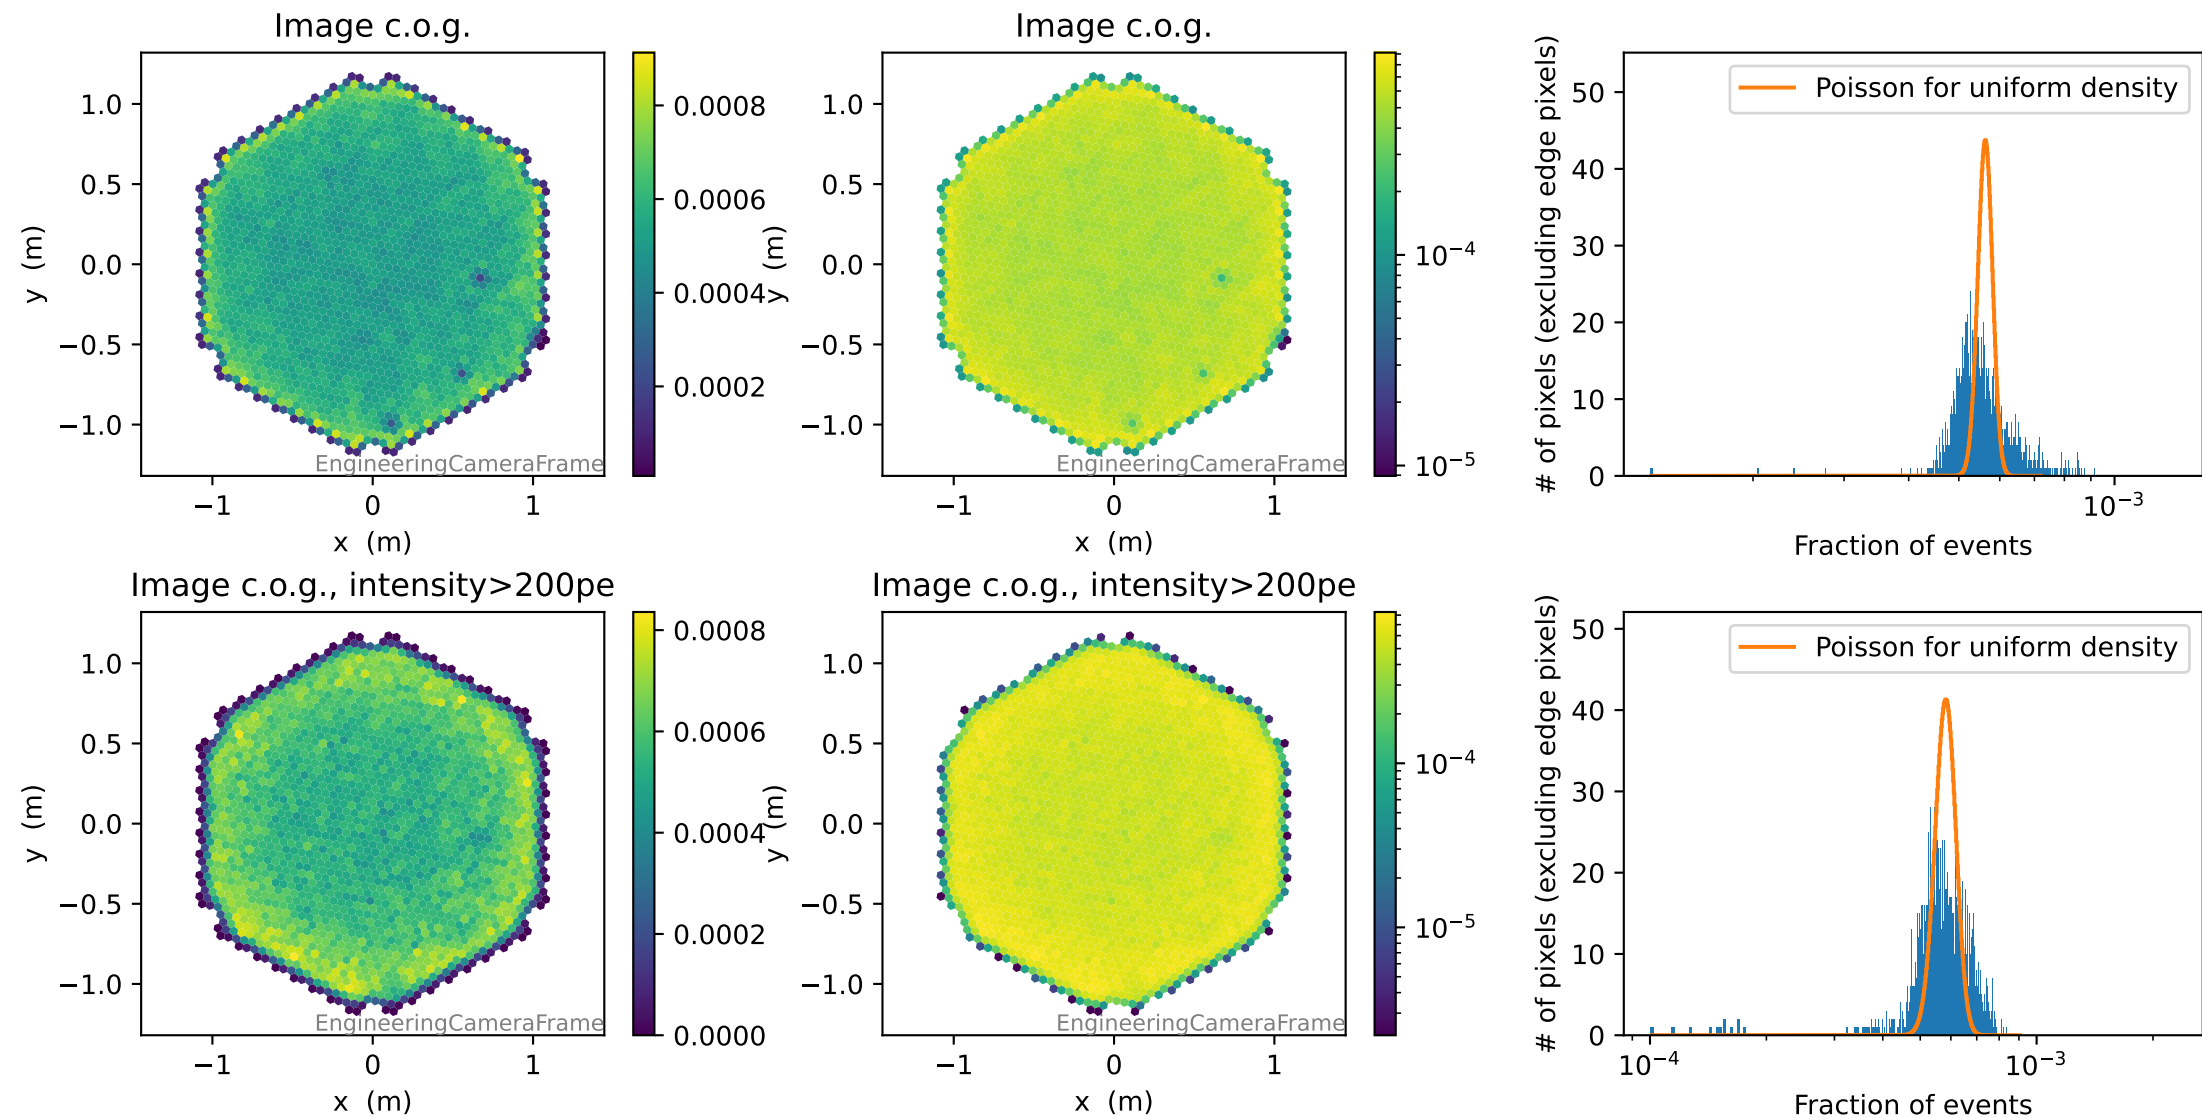 Image c.o.g.
1.0
0.5
0.0
−0.5
−1.0
y (m)
−1
0
1
x (m)
EngineeringCameraFrame
0.0008
0.0006
0.0004
0.0002
Image c.o.g.
1.0
0.5
0.0
−0.5
−1.0
y (m)
−1
0
1
x (m)
EngineeringCameraFrame
10⁻⁴
10⁻⁵
# of pixels (excluding edge pixels)
50
40
30
20
10
0
Poisson for uniform density
10⁻³
Fraction of events
Image c.o.g., intensity>200pe
1.0
0.5
0.0
−0.5
−1.0
y (m)
−1
0
1
x (m)
EngineeringCameraFrame
0.0008
0.0006
0.0004
0.0002
0.0000
Image c.o.g., intensity>200pe
1.0
0.5
0.0
−0.5
−1.0
y (m)
−1
0
1
x (m)
EngineeringCameraFrame
10⁻⁴
10⁻⁵
# of pixels (excluding edge pixels)
50
40
30
20
10
0
Poisson for uniform density
10⁻⁴
10⁻³
Fraction of events